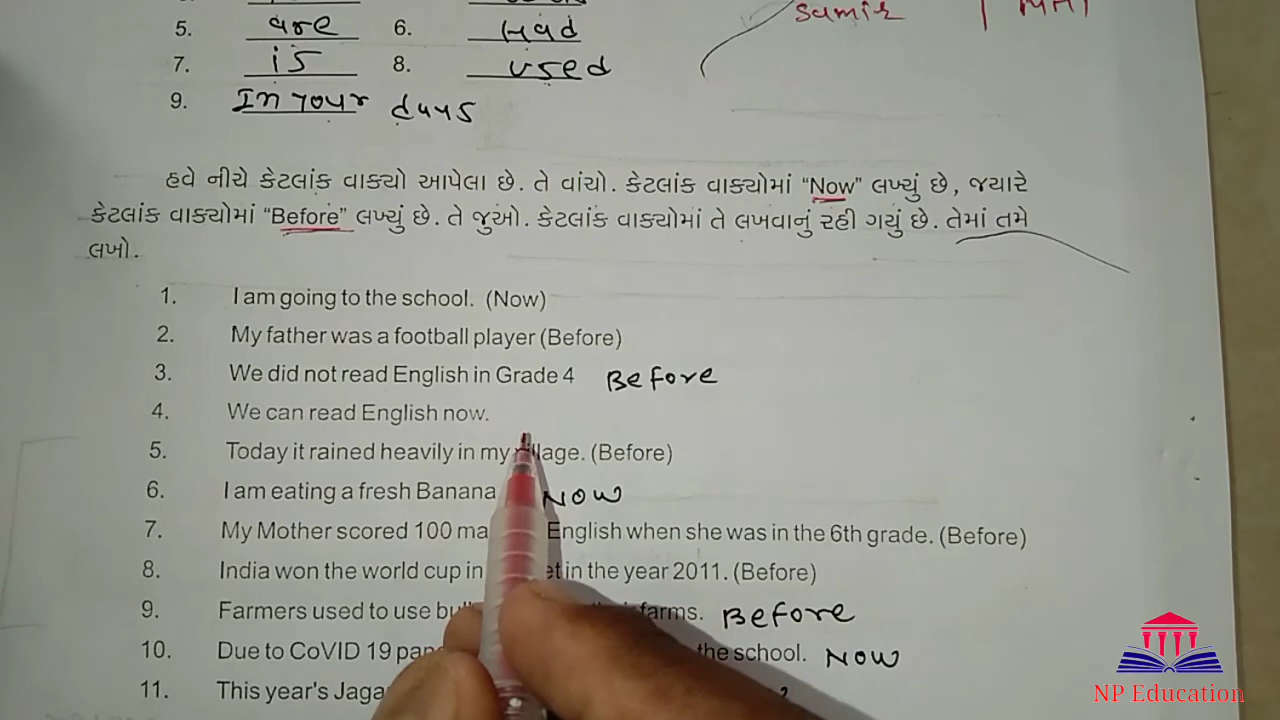 5. are 6. Had
7. is 8. used
9. In your days
samir
હવે નીચે કેટલાંક વાક્યો આપેલા છે. તે વાંચો. કેટલાંક વાક્યોમાં “Now” લખ્યું છે, જ્યારે
કેટલાંક વાક્યોમાં “Before” લખ્યું છે. તે જુઓ. કેટલાંક વાક્યોમાં તે લખવાનું રહી ગયું છે. તેમાં તમે
લખો.
1. I am going to the school. (Now)
2. My father was a football player (Before)
3. We did not read English in Grade 4 Before
4. We can read English now.
5. Today it rained heavily in my village. (Before)
6. I am eating a fresh Banana Now
7. My Mother scored 100 English when she was in the 6th grade. (Before)
8. India won the world cup in in the year 2011. (Before)
9. Farmers used to use farms. Before
10. Due to CoVID 19 the school. Now
11. This year's
NP Education